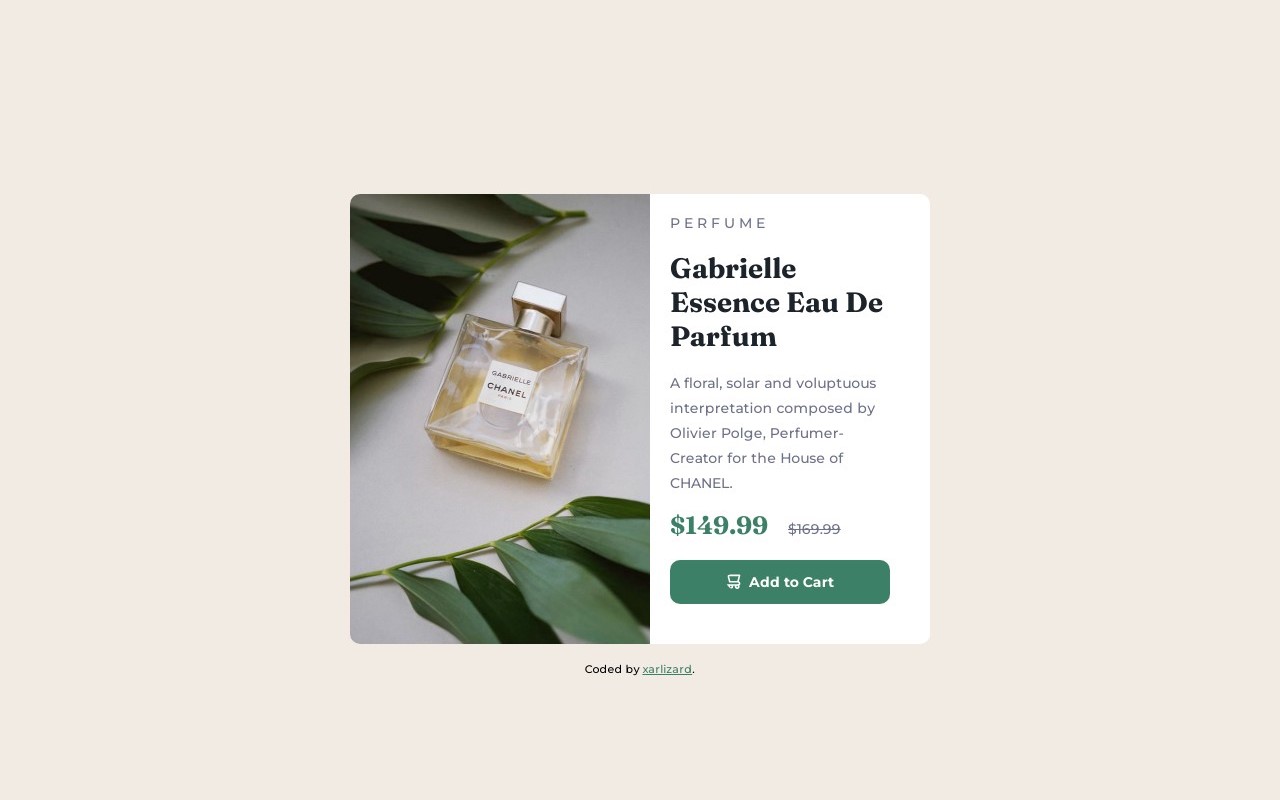 PERFUME
Gabrielle
Essence Eau De
Parfum
A floral, solar and voluptuous
interpretation composed by
Olivier Polge, Perfumer-
Creator for the House of
CHANEL.
$149.99 $169.99
Add to Cart
GABRIELLE
CHANEL
PARIS
Coded by xarlizard.